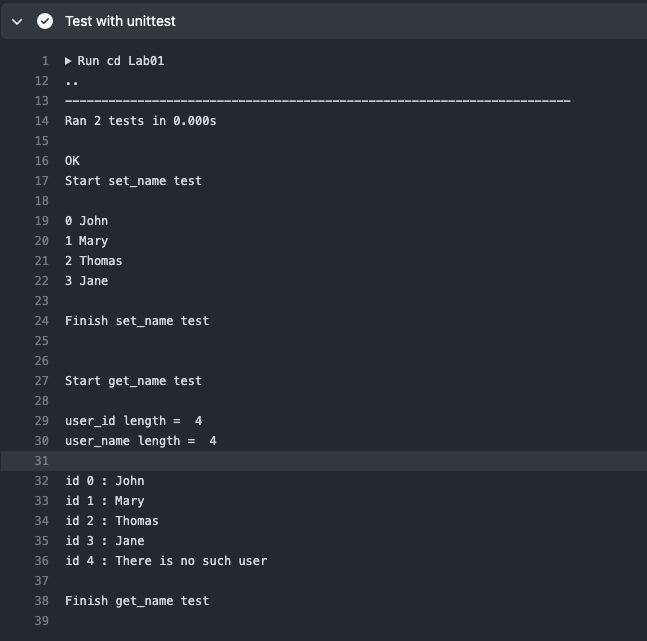 Test with unittest
1 Run cd Lab01
12 ..
13 ----------------------------------------------------------------------
14 Ran 2 tests in 0.000s
15
16 OK
17 Start set_name test
18
19 0 John
20 1 Mary
21 2 Thomas
22 3 Jane
23
24 Finish set_name test
25
26
27 Start get_name test
28
29 user_id length =  4
30 user_name length =  4
31
32 id 0 : John
33 id 1 : Mary
34 id 2 : Thomas
35 id 3 : Jane
36 id 4 : There is no such user
37
38 Finish get_name test
39